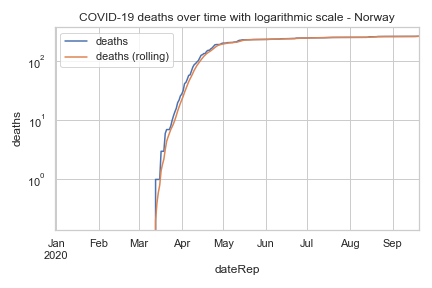 COVID-19 deaths over time with logarithmic scale - Norway
deaths
deaths (rolling)
10²
10¹
10⁰
deaths
Jan Feb Mar Apr May Jun Jul Aug Sep
2020
dateRep